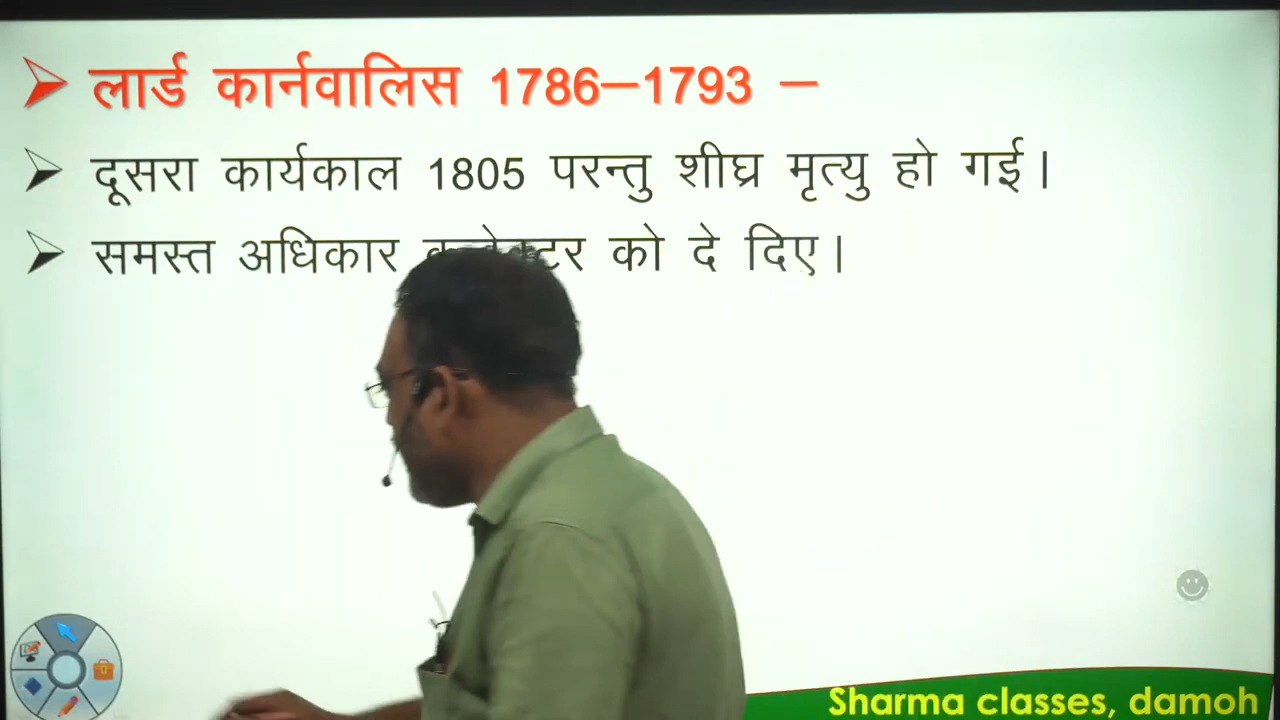 लार्ड कार्नवालिस 1786–1793 –
दूसरा कार्यकाल 1805 परन्तु शीघ्र मृत्यु हो गई।
समस्त अधिकार को दे दिए।
Sharma classes, damoh